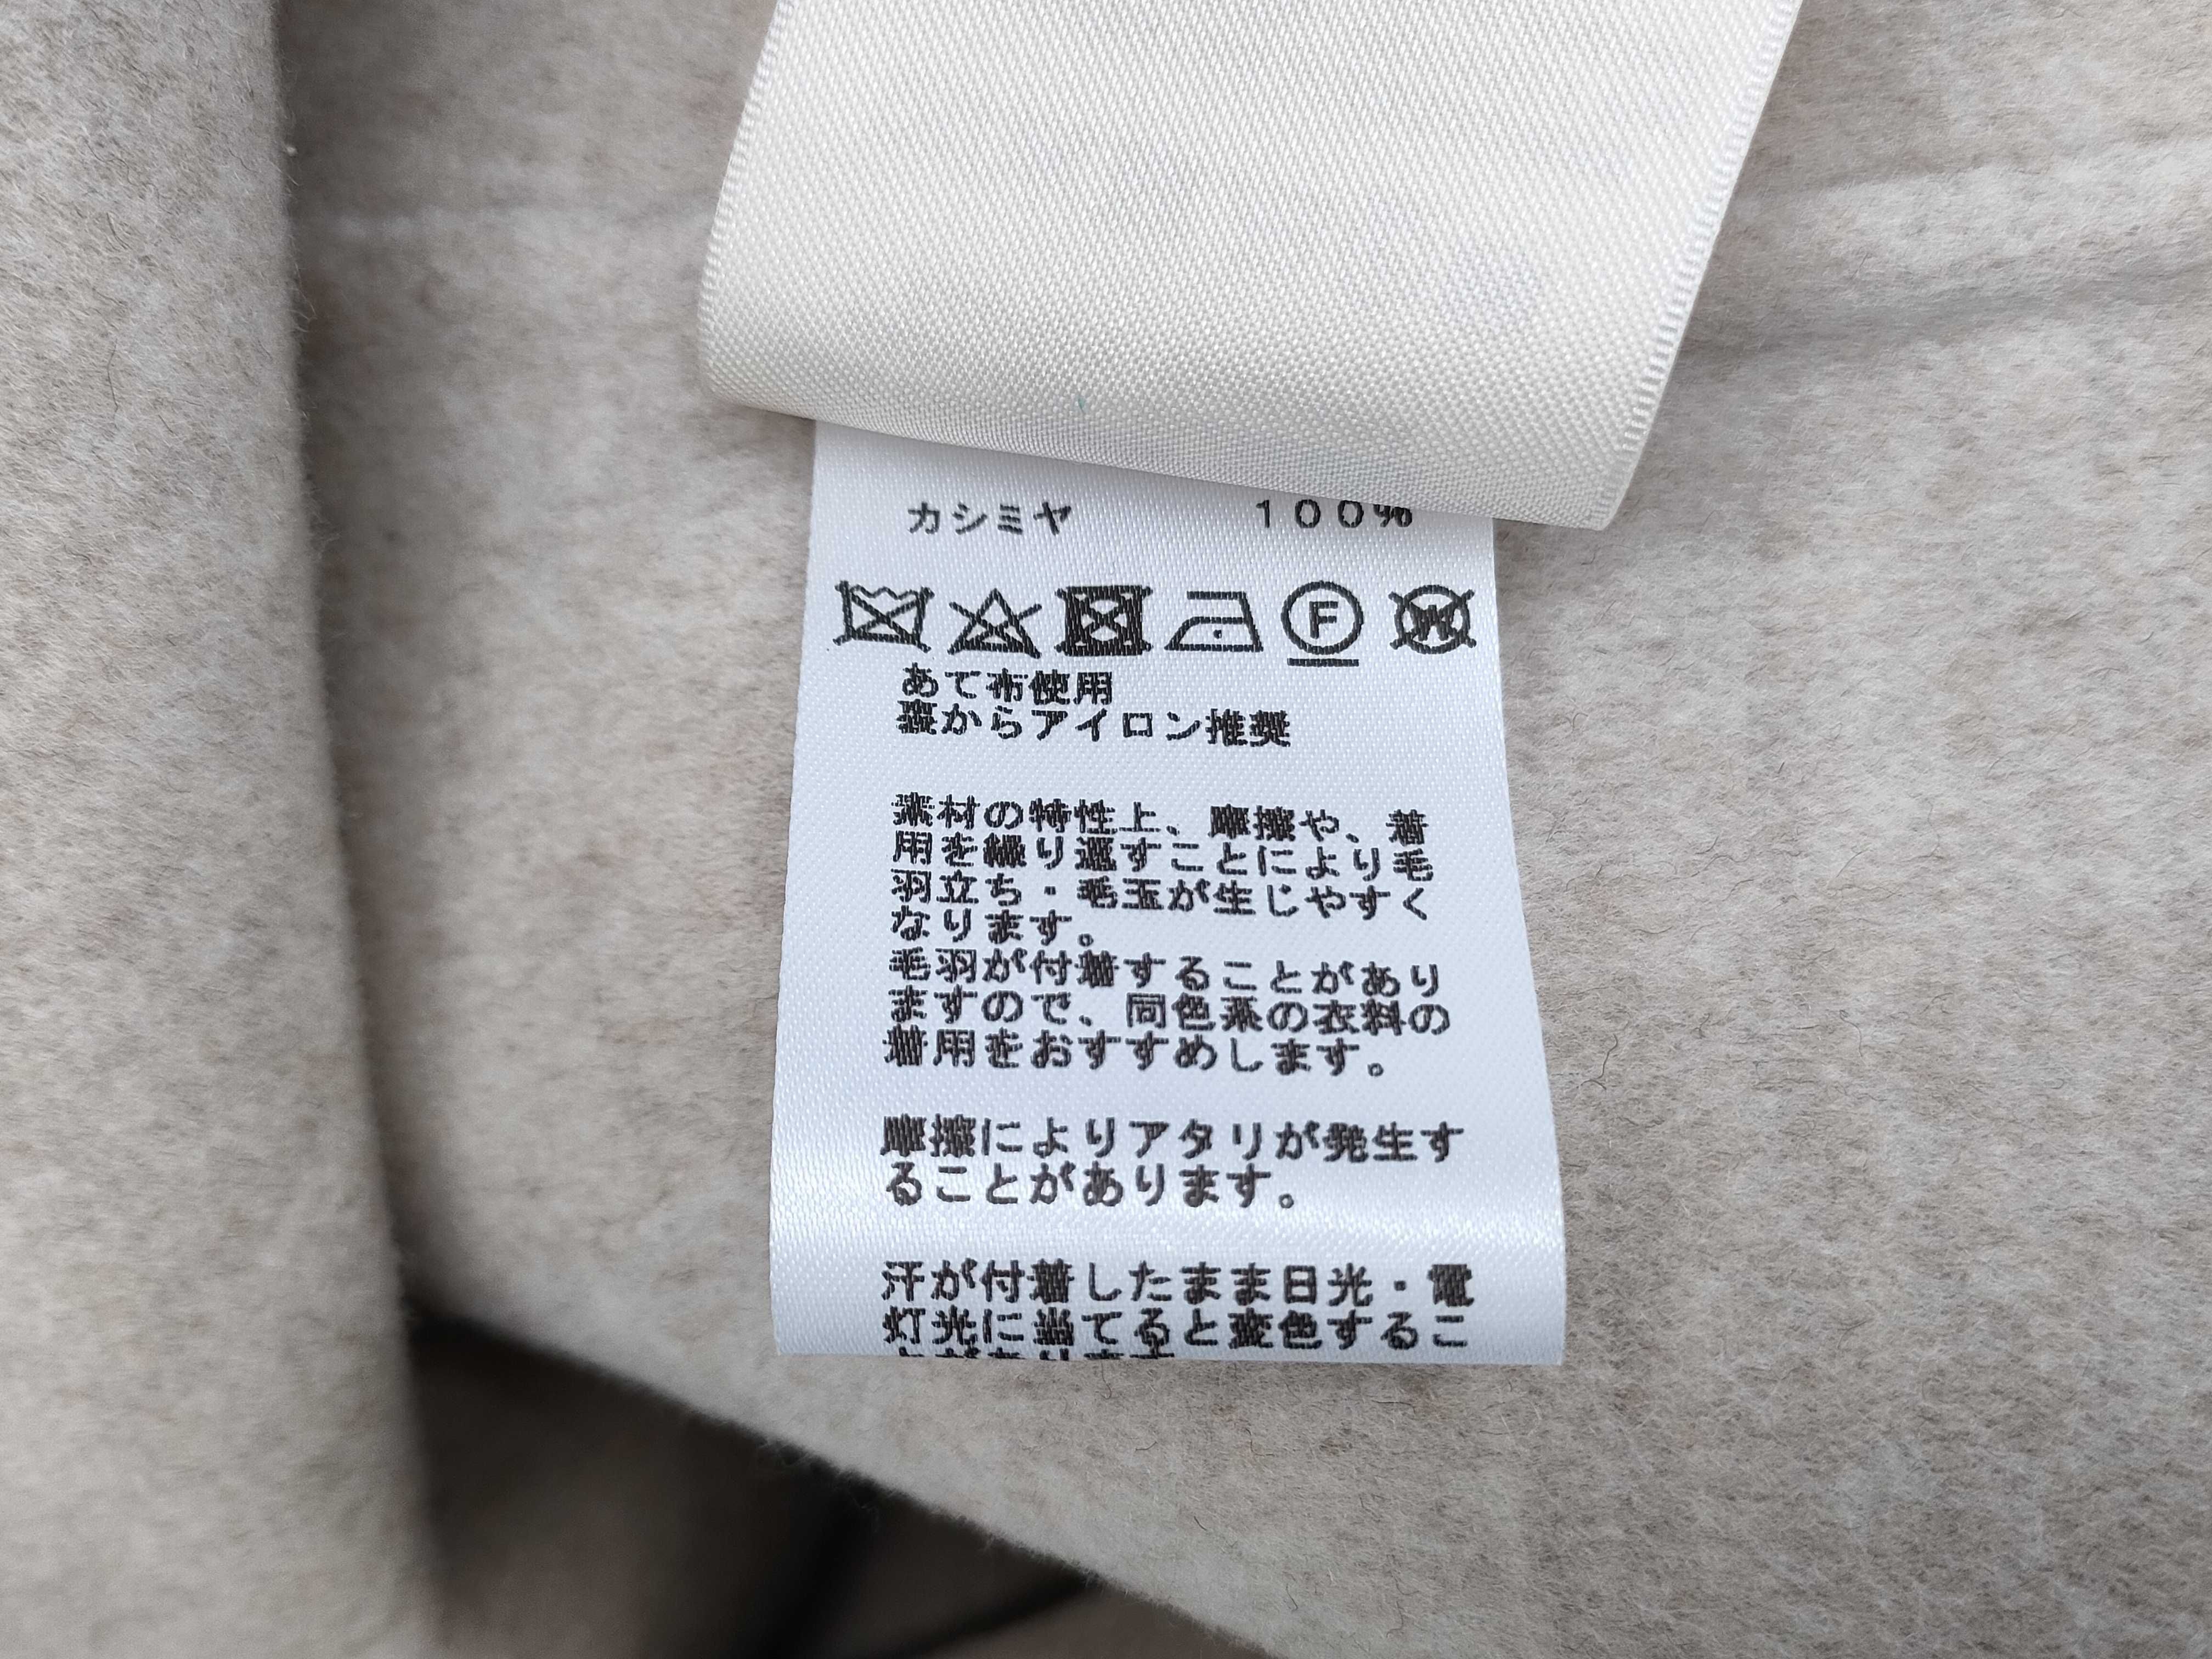 カシミヤ　　　　１００％
F W
あて布使用
裏からアイロン推奨
素材の特性上、摩擦や、着
用を繰り返すことにより毛
羽立ち・毛玉が生じやすく
なります。
毛羽が付着することがあり
ますので、同色系の衣料の
着用をおすすめします。
摩擦によりアタリが発生す
ることがあります。
汗が付着したまま日光・電
灯光に当てると変色するこ
とがあります